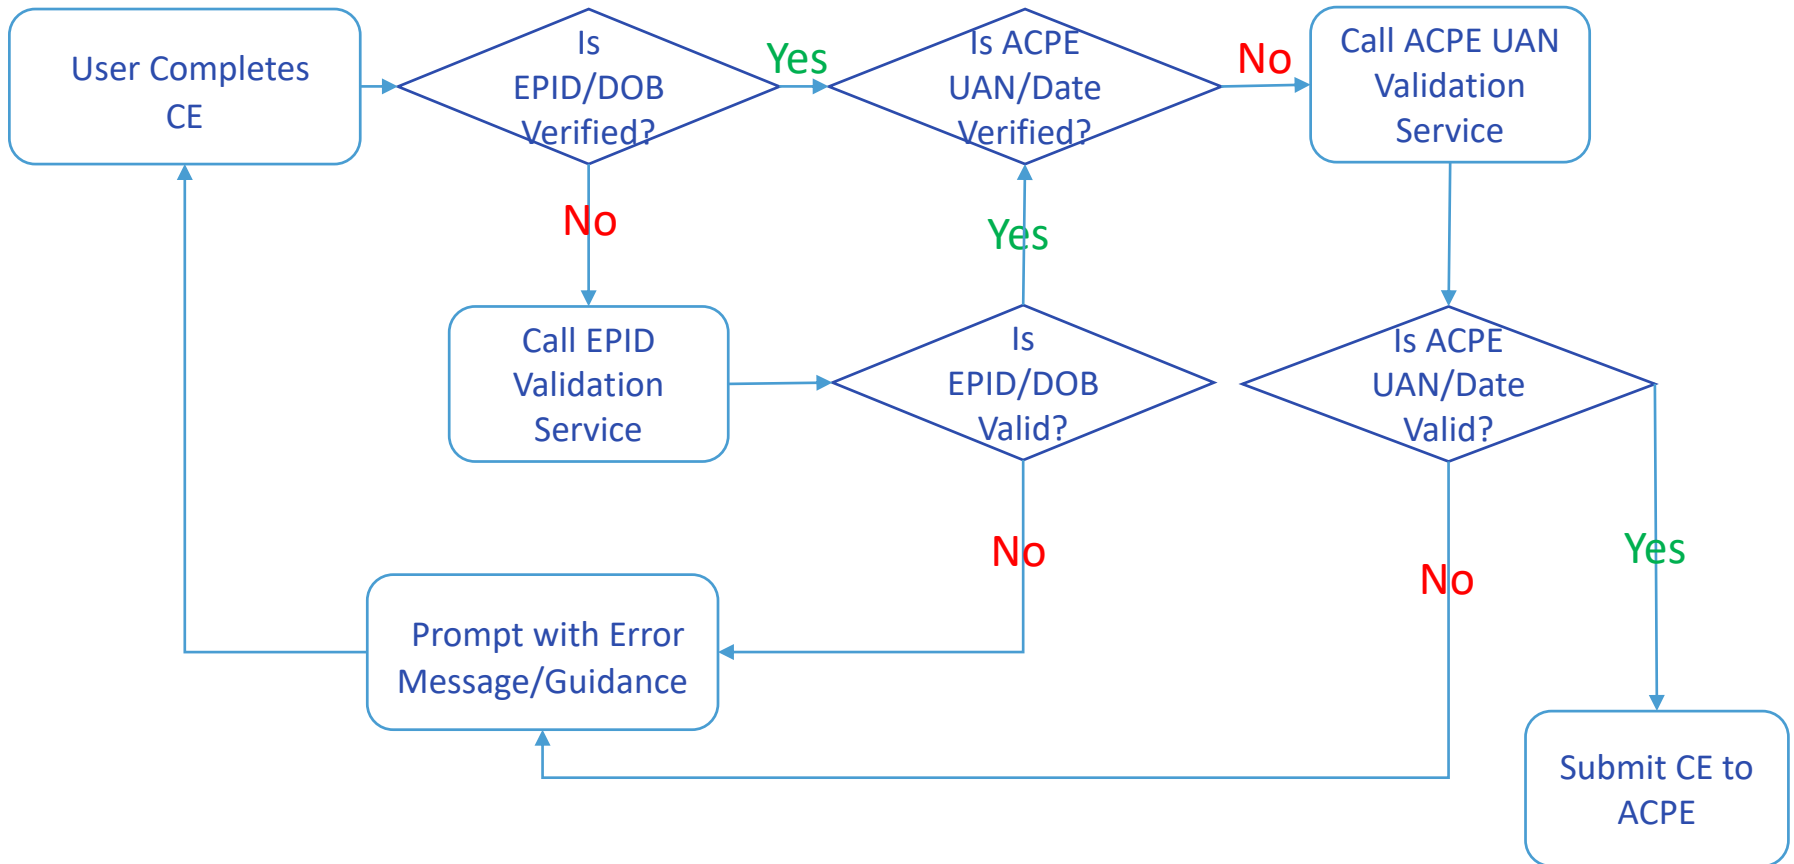 User Completes
CE
Is
EPID/DOB
Verified?
Yes
Is ACPE
UAN/Date
Verified?
No
Call ACPE UAN
Validation
Service
No
Yes
Call EPID
Validation
Service
Is
EPID/DOB
Valid?
Is ACPE
UAN/Date
Valid?
No
No
Yes
Prompt with Error
Message/Guidance
Submit CE to
ACPE